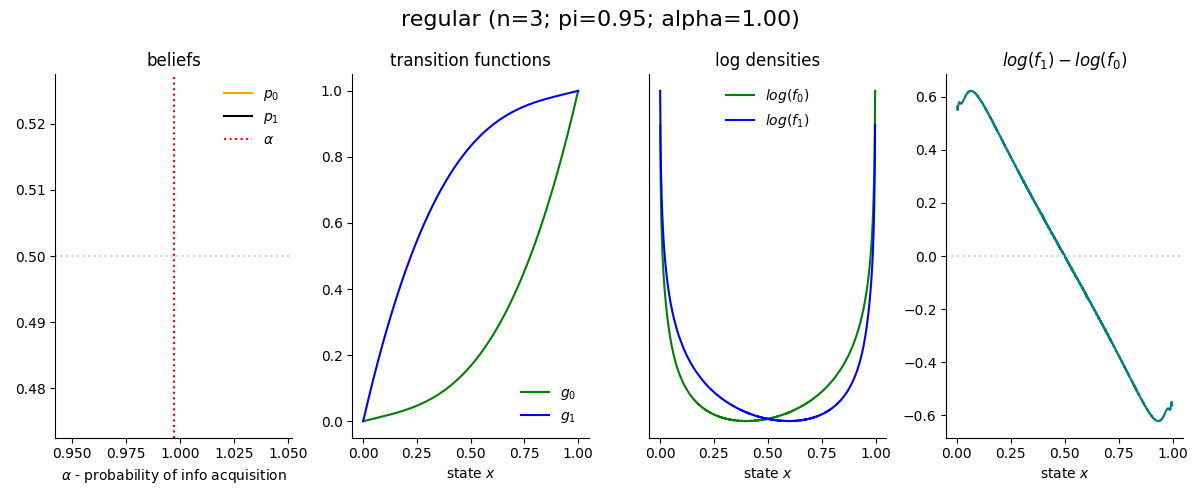 regular (n=3; pi=0.95; alpha=1.00)
beliefs
0.52
0.51
0.50
0.49
0.48
p₀
p₁
α
0.950 0.975 1.000 1.025 1.050
α - probability of info acquisition
transition functions
1.0
0.8
0.6
0.4
0.2
0.0
g₀
g₁
0.00 0.25 0.50 0.75 1.00
state x
log densities
log(f₀)
log(f₁)
0.00 0.25 0.50 0.75 1.00
state x
log(f₁) − log(f₀)
0.6
0.4
0.2
0.0
−0.2
−0.4
−0.6
0.00 0.25 0.50 0.75 1.00
state x